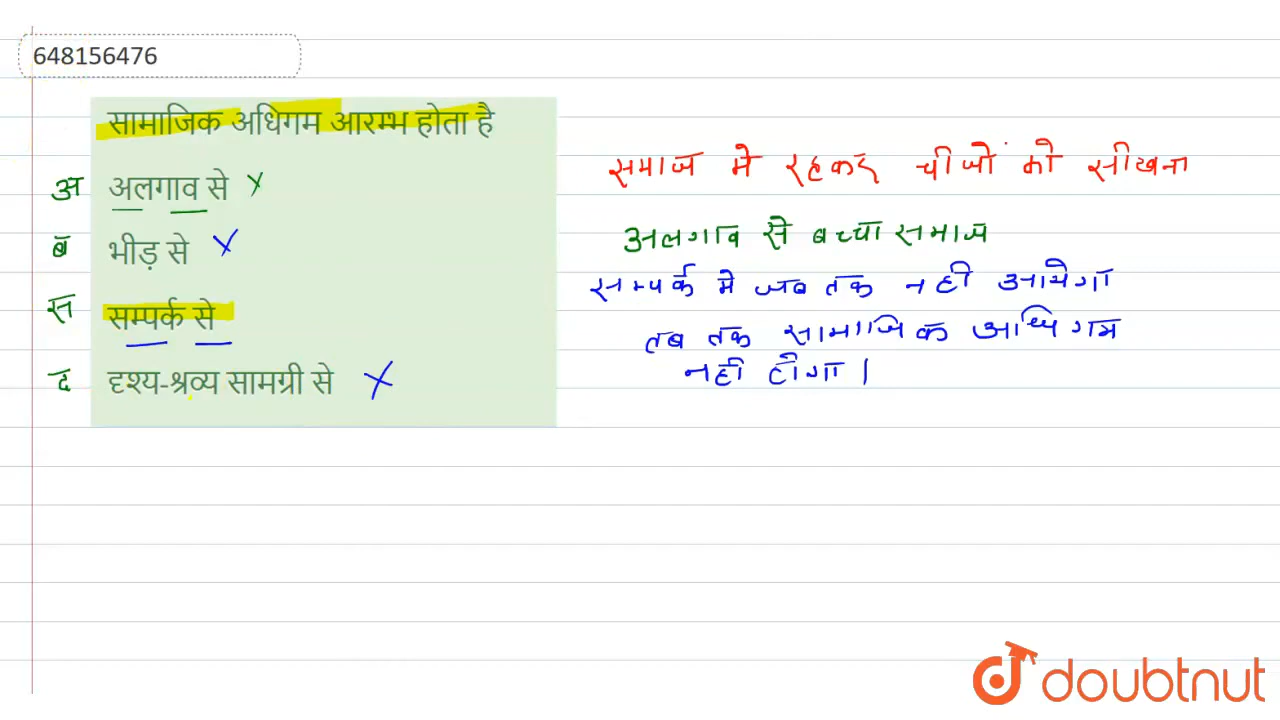 648156476
सामाजिक अधिगम आरम्भ होता है
अ अलगाव से ×
ब भीड़ से ×
स सम्पर्क से
द दृश्य-श्रव्य सामग्री से ×
समाज मे रहकर चीजों को सीखना
अलगाव से बच्चा समाज
सम्पर्क मे जब तक नही आयेगा
तब तक सामाजिक अधिगम
नही होगा।
doubtnut